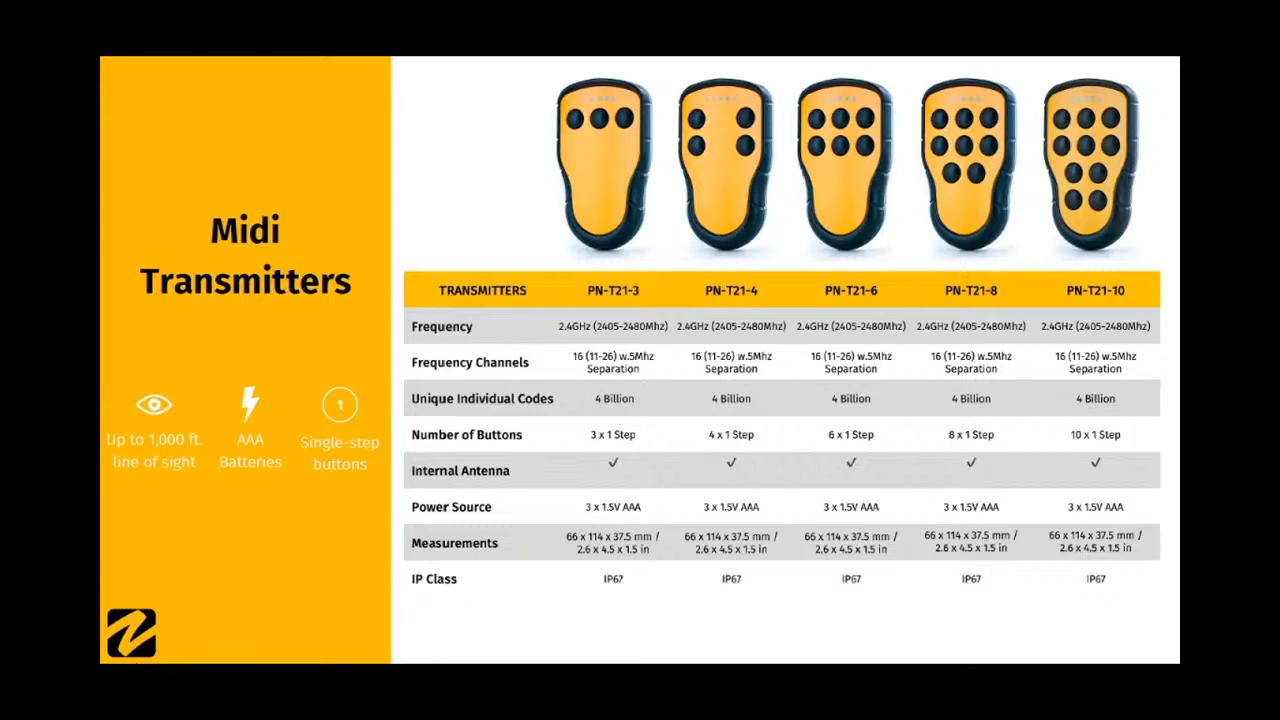 Midi
Transmitters
Up to 1,000 ft.
line of sight
AAA
Batteries
1
Single-step
buttons
TRANSMITTERS PN-T21-3 PN-T21-4 PN-T21-6 PN-T21-8 PN-T21-10
Frequency 2.4GHz (2405-2480Mhz) 2.4GHz (2405-2480Mhz) 2.4GHz (2405-2480Mhz) 2.4GHz (2405-2480Mhz) 2.4GHz (2405-2480Mhz)
Frequency Channels 16 (11-26) w.5Mhz 16 (11-26) w.5Mhz 16 (11-26) w.5Mhz 16 (11-26) w.5Mhz 16 (11-26) w.5Mhz
Separation Separation Separation Separation Separation
Unique Individual Codes 4 Billion 4 Billion 4 Billion 4 Billion 4 Billion
Number of Buttons 3 x 1 Step 4 x 1 Step 6 x 1 Step 8 x 1 Step 10 x 1 Step
Internal Antenna ✓ ✓ ✓ ✓ ✓
Power Source 3 x 1.5V AAA 3 x 1.5V AAA 3 x 1.5V AAA 3 x 1.5V AAA 3 x 1.5V AAA
Measurements 66 x 114 x 37.5 mm / 66 x 114 x 37.5 mm / 66 x 114 x 37.5 mm / 66 x 114 x 37.5 mm / 66 x 114 x 37.5 mm /
2.6 x 4.5 x 1.5 in 2.6 x 4.5 x 1.5 in 2.6 x 4.5 x 1.5 in 2.6 x 4.5 x 1.5 in 2.6 x 4.5 x 1.5 in
IP Class IP67 IP67 IP67 IP67 IP67